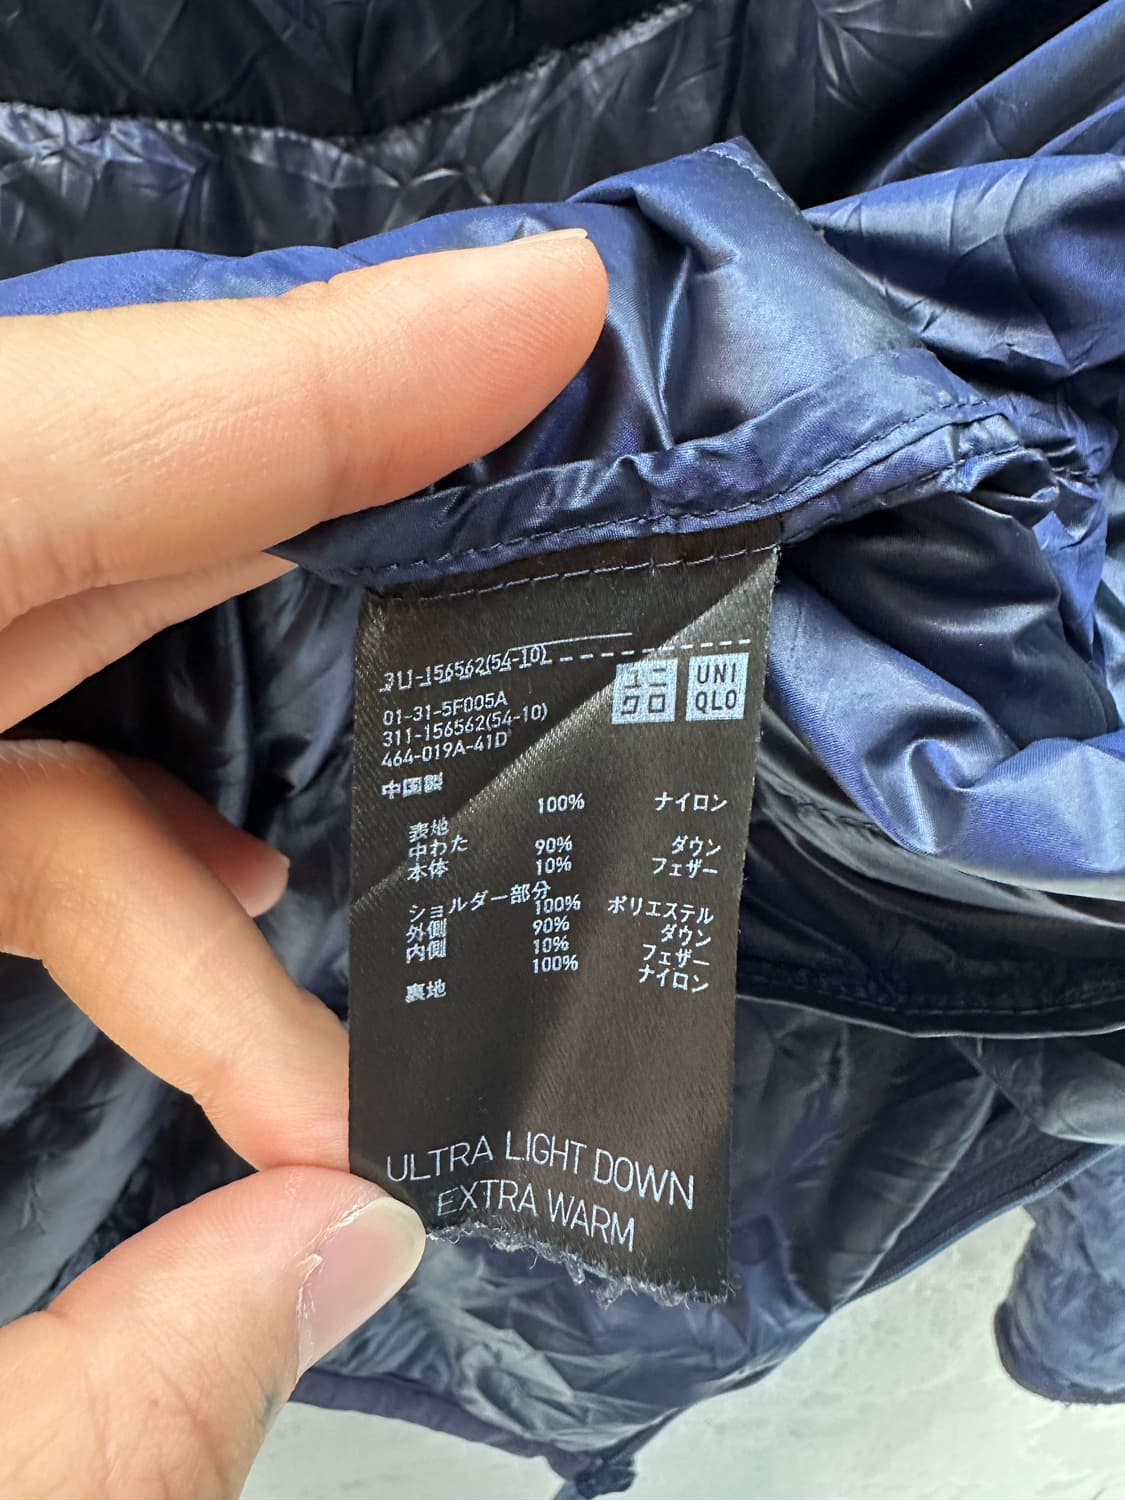 311-156562(54-10)
ユニ クロ
UNI QLO
01-31-5F005A
311-156562(54-10)
464-019A-41D
中国製
表地 100% ナイロン
中わた
本体 90% ダウン
10% フェザー
ショルダー部分
外側 100% ポリエステル
内側 90% ダウン
10% フェザー
裏地 100% ナイロン
ULTRA LIGHT DOWN
EXTRA WARM